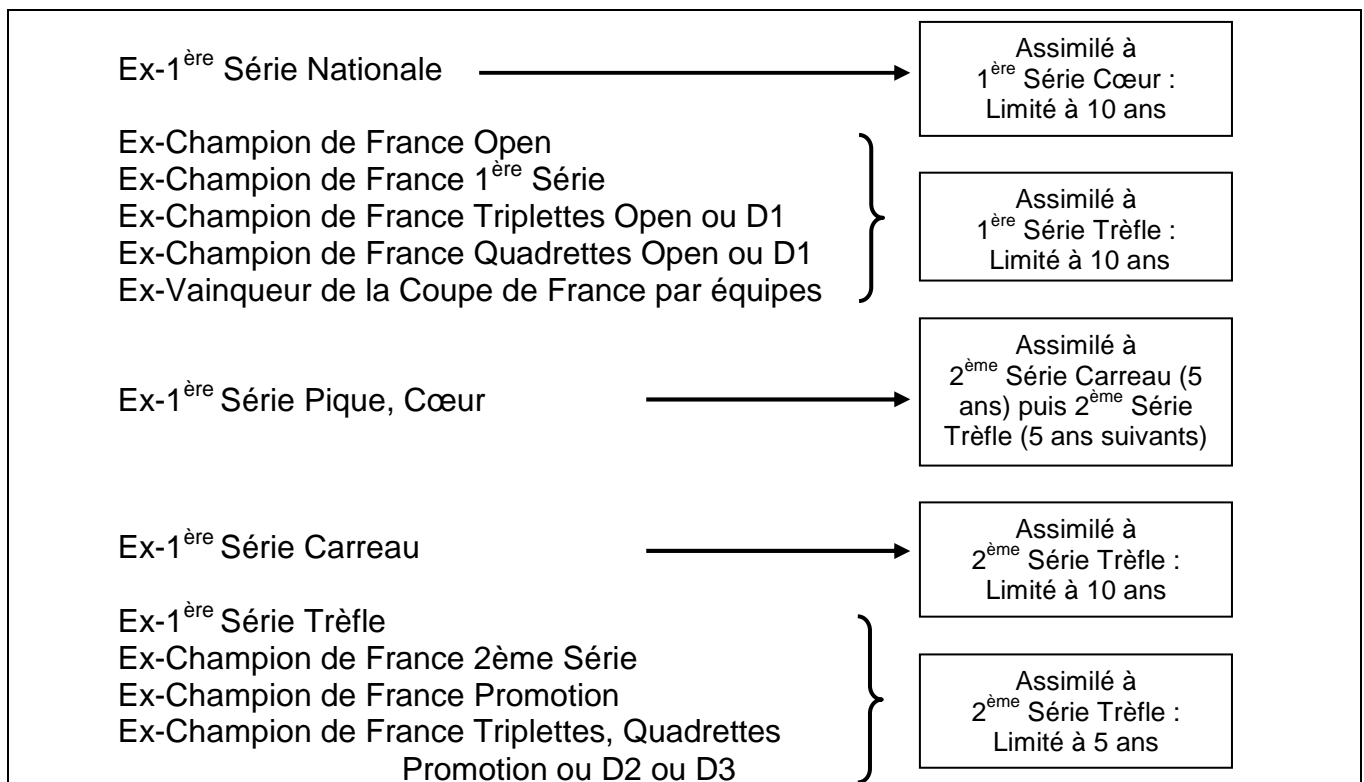 Ex-1ère Série Nationale
Assimilé à
1ère Série Cœur :
Limité à 10 ans
Ex-Champion de France Open
Ex-Champion de France 1ère Série
Ex-Champion de France Triplettes Open ou D1
Ex-Champion de France Quadrettes Open ou D1
Ex-Vainqueur de la Coupe de France par équipes
Assimilé à
1ère Série Trèfle :
Limité à 10 ans
Ex-1ère Série Pique, Cœur
Assimilé à
2ème Série Carreau (5
ans) puis 2ème Série
Trèfle (5 ans suivants)
Ex-1ère Série Carreau
Assimilé à
2ème Série Trèfle :
Limité à 10 ans
Ex-1ère Série Trèfle
Ex-Champion de France 2ème Série
Ex-Champion de France Promotion
Ex-Champion de France Triplettes, Quadrettes
Promotion ou D2 ou D3
Assimilé à
2ème Série Trèfle :
Limité à 5 ans